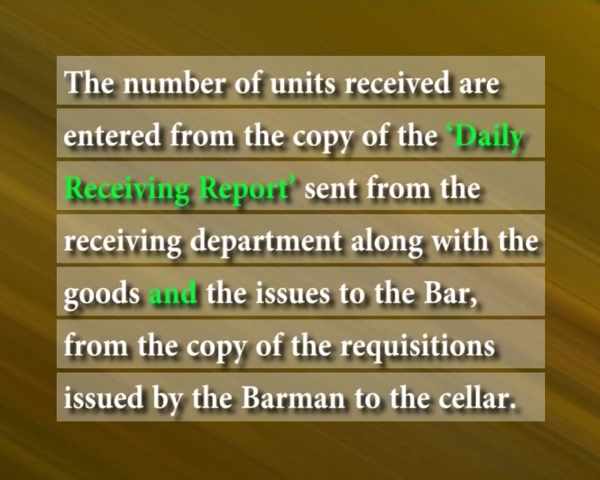 The number of units received are
entered from the copy of the ‘Daily
Receiving Report’ sent from the
receiving department along with the
goods and the issues to the Bar,
from the copy of the requisitions
issued by the Barman to the cellar.